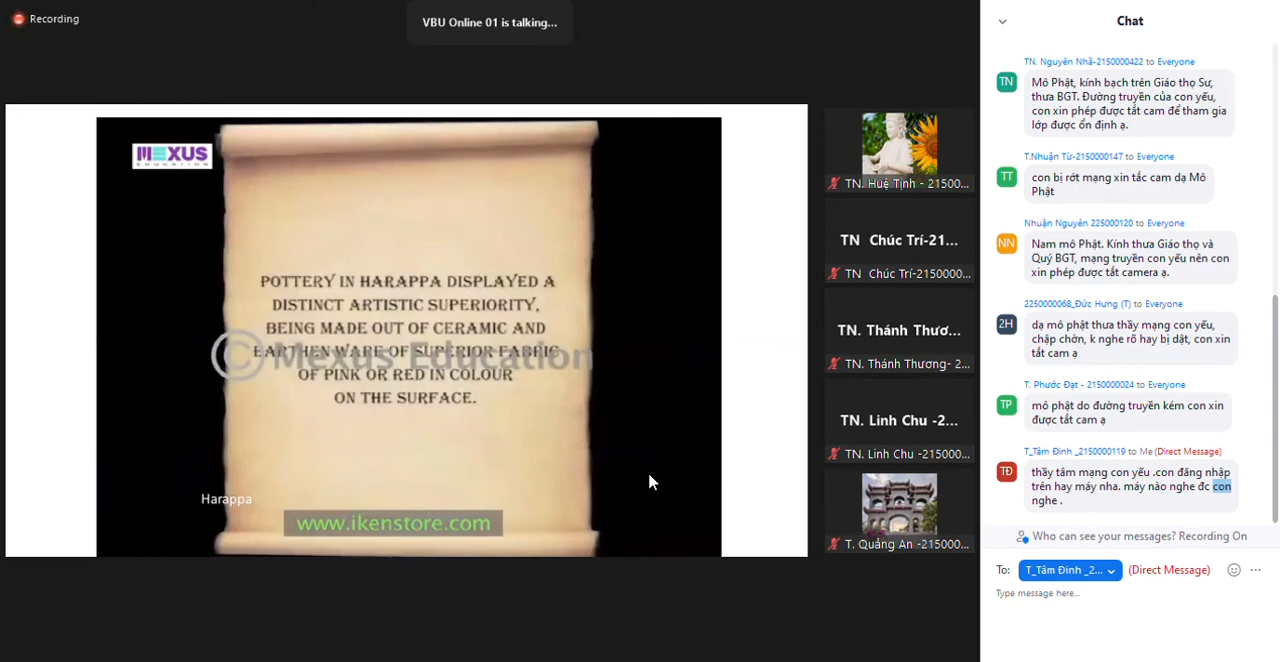 Recording
VBU Online 01 is talking...
MEXUS
EDUCATION
POTTERY IN HARAPPA DISPLAYED A
DISTINCT ARTISTIC SUPERIORITY,
BEING MADE OUT OF CERAMIC AND
EARTHEN WARE OF SUPERIOR FABRIC
© Mexus Education
OF PINK OR RED IN COLOUR
ON THE SURFACE.
Harappa
www.ikenstore.com
TN. Huệ Tịnh - 21500...
TN Chúc Trí-21...
TN Chúc Trí-2150000...
TN. Thánh Thươ...
TN. Thánh Thương- 2...
TN. Linh Chu -2...
TN. Linh Chu -215000...
T. Quảng An -215000...
Chat
TN. Nguyên Nhã-2150000422 to Everyone
TN
Mô Phật, kính bạch trên Giáo thọ Sư,
thưa BGT. Đường truyền của con yếu,
con xin phép được tắt cam để tham gia
lớp được ổn định ạ.
T.Nhuận Từ-2150000147 to Everyone
TT
con bị rớt mạng xin tắc cam dạ Mô
Phật
Nhuận Nguyên 225000120 to Everyone
NN
Nam mô Phật. Kính thưa Giáo thọ và
Quý BGT, mạng truyền con yếu nên con
xin phép được tắt camera ạ.
2250000068_Đức Hưng (T) to Everyone
2H
dạ mô phật thưa thầy mạng con yếu,
chập chờn, k nghe rõ hay bị dật, con xin
tắt cam ạ
T. Phước Đạt - 2150000024 to Everyone
TP
mô phật do đường truyền kém con xin
được tắt cam ạ
T_Tâm Đinh _2150000119 to Me (Direct Message)
TĐ
thầy tâm mạng con yếu .con đăng nhập
trên hay máy nha. máy nào nghe đc con
nghe .
Who can see your messages? Recording On
To: T_Tâm Đinh _2... (Direct Message)
Type message here...